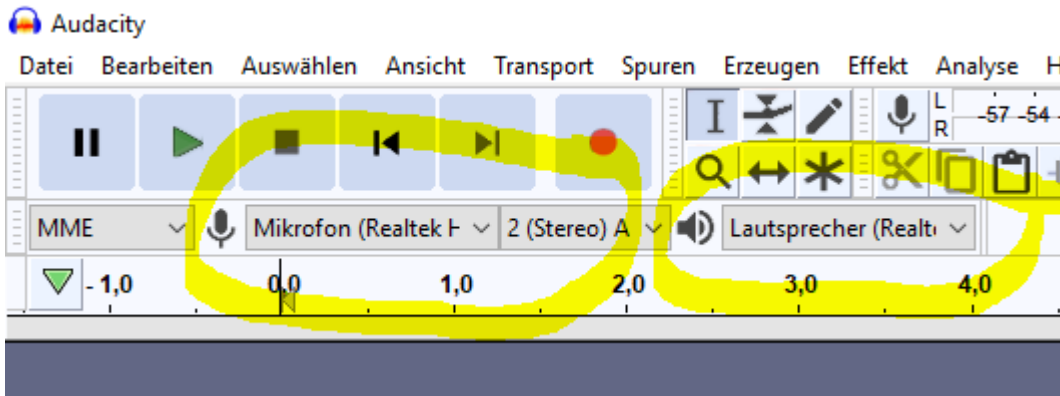 Audacity
Datei Bearbeiten Auswählen Ansicht Transport Spuren Erzeugen Effekt Analyse H
L
R -57 -54
MME Mikrofon (Realtek H 2 (Stereo) A Lautsprecher (Realt
- 1,0 0,0 1,0 2,0 3,0 4,0